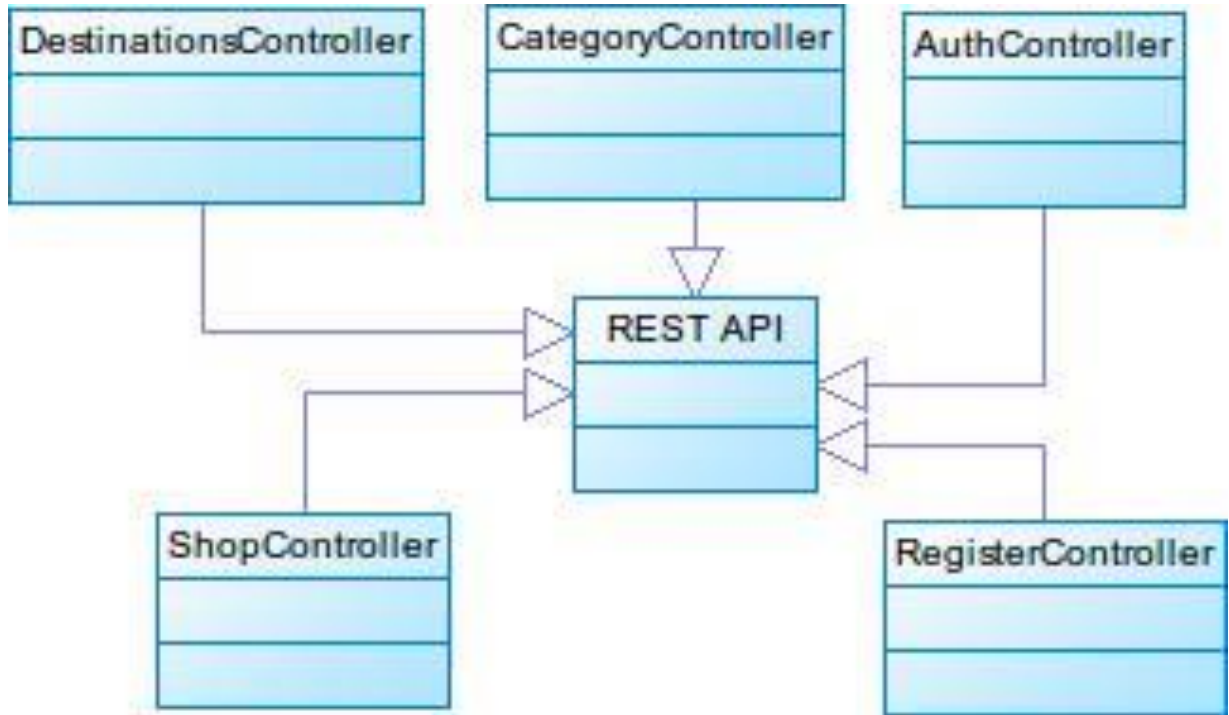 DestinationsController
CategoryController
AuthController
REST API
ShopController
RegisterController